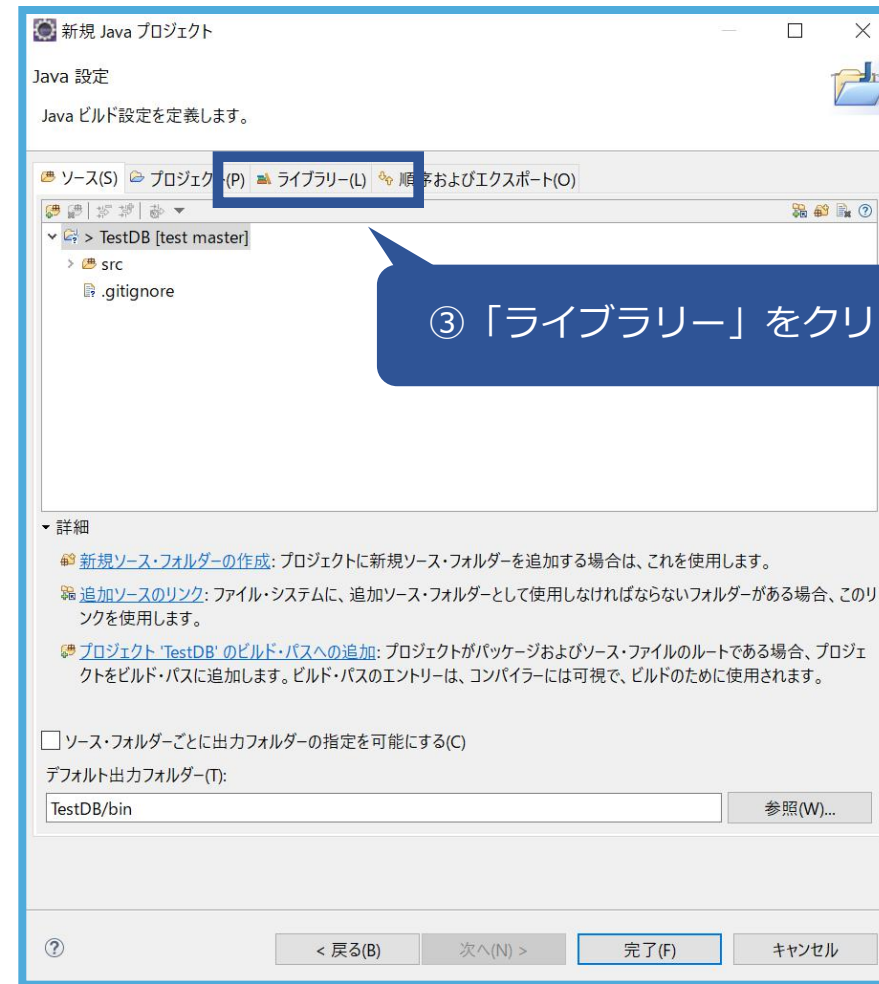 新規 Java プロジェクト
Java 設定
Java ビルド設定を定義します。
ソース(S) プロジェク (P) ライブラリー(L) 順序およびエクスポート(O)
> TestDB [test master]
src
.gitignore
③「ライブラリー」をクリ
詳細
新規ソース・フォルダーの作成: プロジェクトに新規ソース・フォルダーを追加する場合は、これを使用します。
追加ソースのリンク: ファイル・システムに、追加ソース・フォルダーとして使用しなければならないフォルダーがある場合、このリ
ンクを使用します。
プロジェクト 'TestDB' のビルド・パスへの追加: プロジェクトがパッケージおよびソース・ファイルのルートである場合、プロジェ
クトをビルド・パスに追加します。ビルド・パスのエントリーは、コンパイラーには可視で、ビルドのために使用されます。
ソース・フォルダーごとに出力フォルダーの指定を可能にする(C)
デフォルト出力フォルダー(T):
TestDB/bin
参照(W)...
< 戻る(B) 次へ(N) > 完了(F) キャンセル